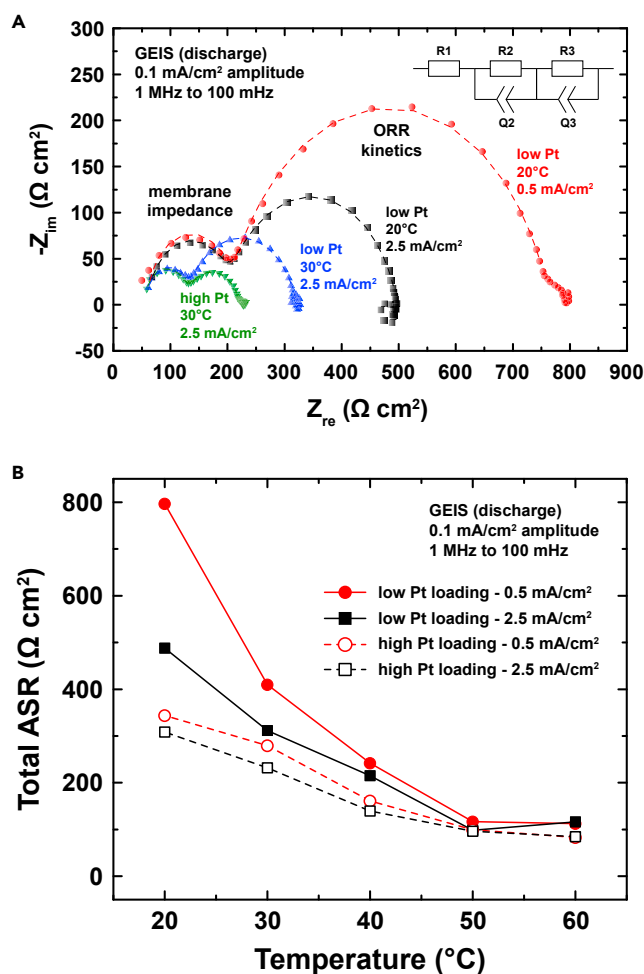 A
GEIS (discharge)
0.1 mA/cm² amplitude
1 MHz to 100 mHz
R1
R2
R3
Q2
Q3
ORR
kinetics
membrane
impedance
low Pt
20°C
0.5 mA/cm²
low Pt
20°C
2.5 mA/cm²
low Pt
30°C
2.5 mA/cm²
high Pt
30°C
2.5 mA/cm²
-Z_im (Ω cm²)
300
250
200
150
100
50
0
-50
0 100 200 300 400 500 600 700 800 900
Z_re (Ω cm²)
B
GEIS (discharge)
0.1 mA/cm² amplitude
1 MHz to 100 mHz
low Pt loading - 0.5 mA/cm²
low Pt loading - 2.5 mA/cm²
high Pt loading - 0.5 mA/cm²
high Pt loading - 2.5 mA/cm²
Total ASR (Ω cm²)
800
600
400
200
0
20 30 40 50 60
Temperature (°C)